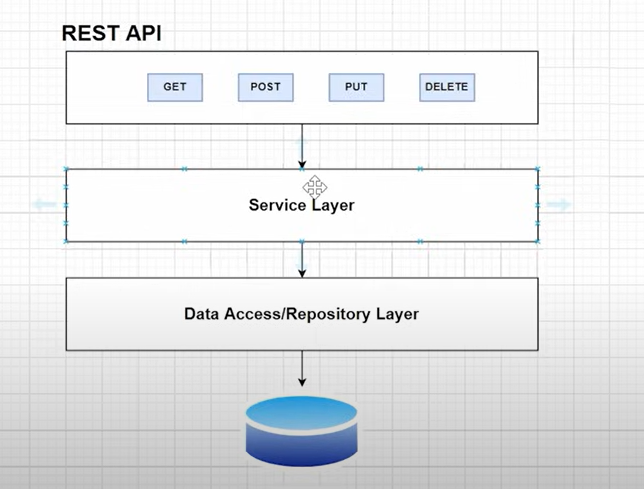 REST API
GET POST PUT DELETE
Service Layer
Data Access/Repository Layer